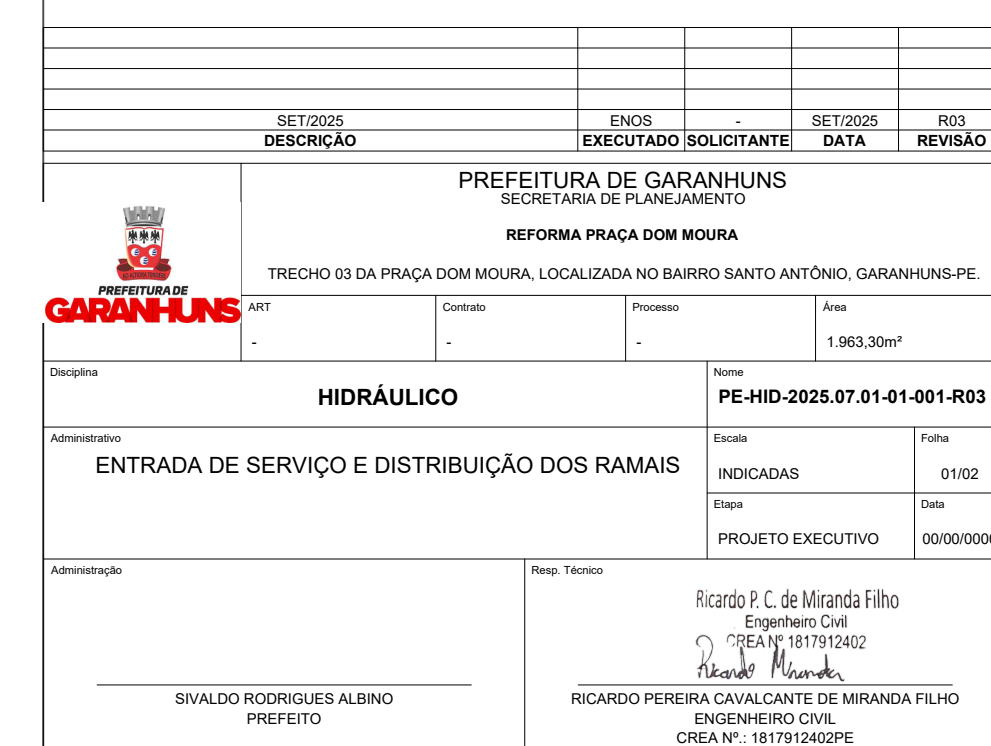 SET/2025 ENOS - SET/2025 R03
DESCRIÇÃO EXECUTADO SOLICITANTE DATA REVISÃO
PREFEITURA DE GARANHUNS
SECRETARIA DE PLANEJAMENTO
REFORMA PRAÇA DOM MOURA
TRECHO 03 DA PRAÇA DOM MOURA, LOCALIZADA NO BAIRRO SANTO ANTÔNIO, GARANHUNS-PE.
PREFEITURA DE
GARANHUNS
ART Contrato Processo Área
- - - 1.963,30m²
Disciplina Nome
HIDRÁULICO PE-HID-2025.07.01-01-001-R03
Administrativo Escala Folha
ENTRADA DE SERVIÇO E DISTRIBUIÇÃO DOS RAMAIS
INDICADAS 01/02
Etapa Data
PROJETO EXECUTIVO 00/00/0000
Administração Resp. Técnico
Ricardo P. C. de Miranda Filho
Engenheiro Civil
CREA Nº 1817912402
Ricardo Miranda
SIVALDO RODRIGUES ALBINO RICARDO PEREIRA CAVALCANTE DE MIRANDA FILHO
PREFEITO ENGENHEIRO CIVIL
CREA Nº.: 1817912402PE